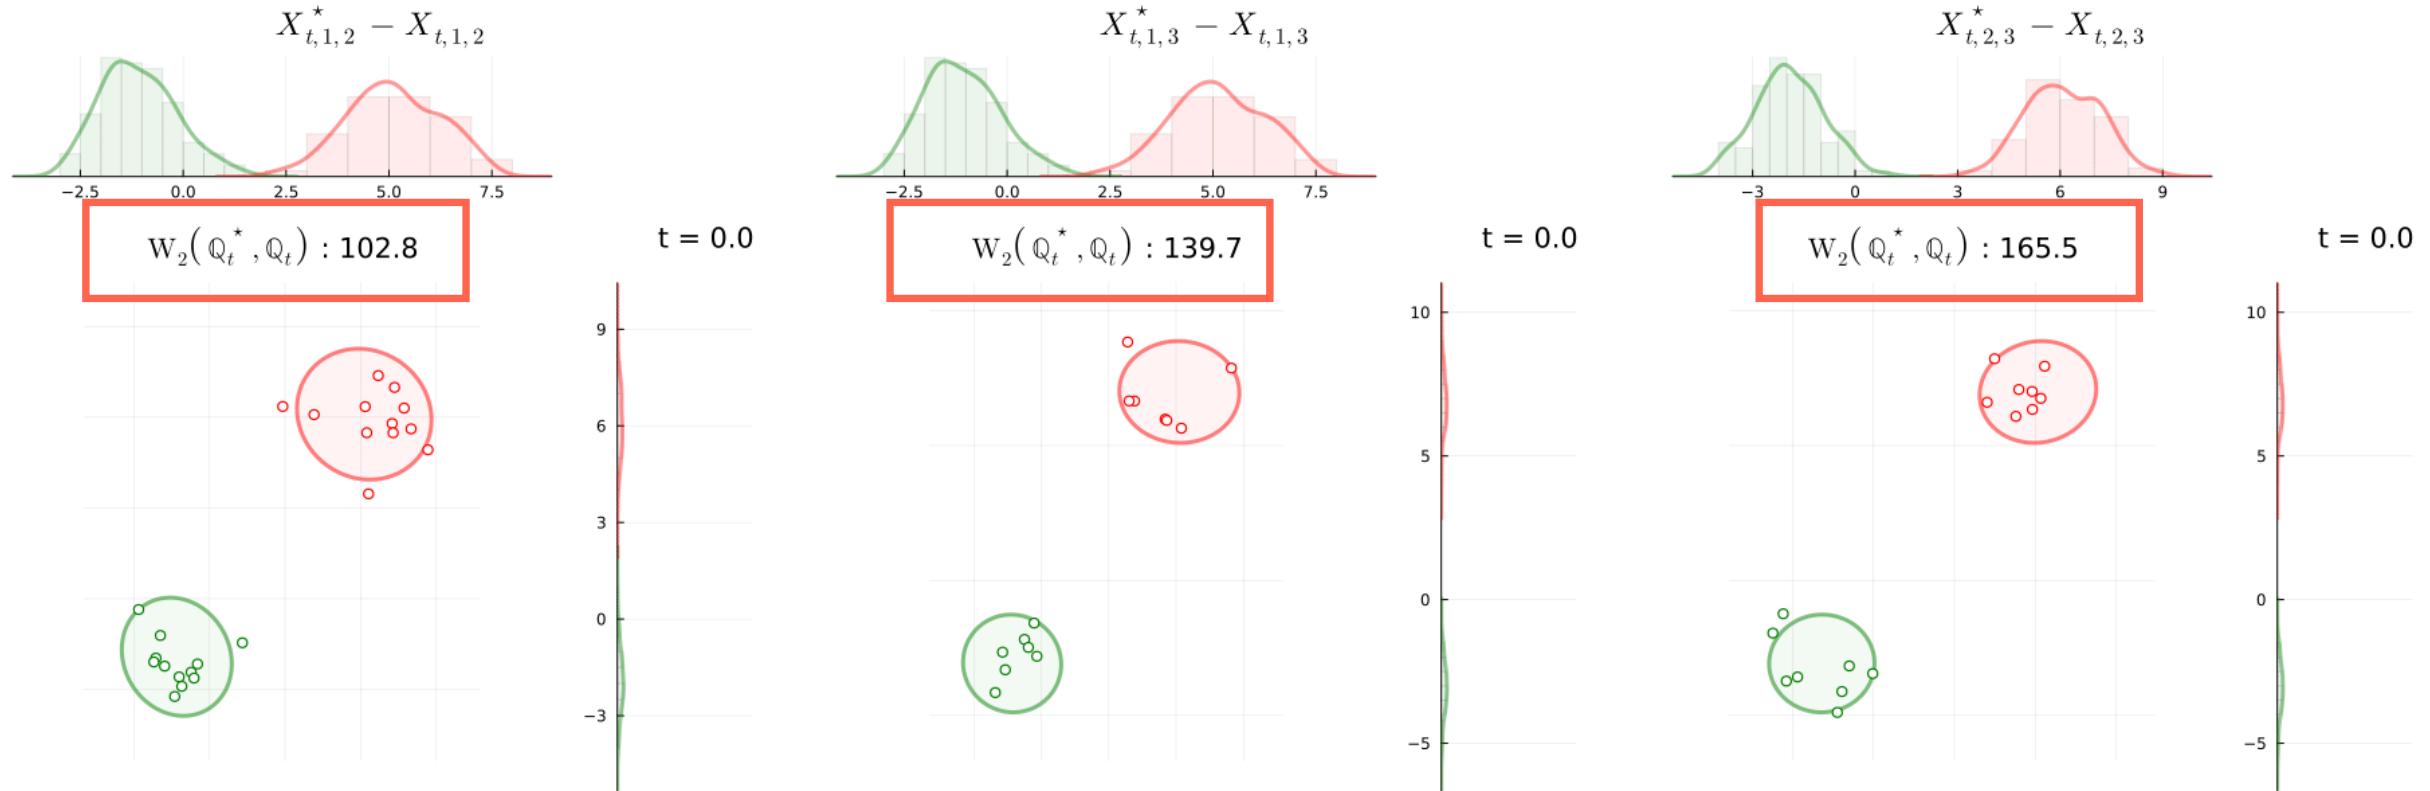 X*t,1,2 − Xt,1,2
X*t,1,3 − Xt,1,3
X*t,2,3 − Xt,2,3
−2.5 0.0 2.5 5.0 7.5
−2.5 0.0 2.5 5.0 7.5
−3 0 3 6 9
W2(ℚ*t, ℚt) : 102.8
t = 0.0
W2(ℚ*t, ℚt) : 139.7
t = 0.0
W2(ℚ*t, ℚt) : 165.5
t = 0.0
9
6
3
0
−3
10
5
0
−5
10
5
0
−5